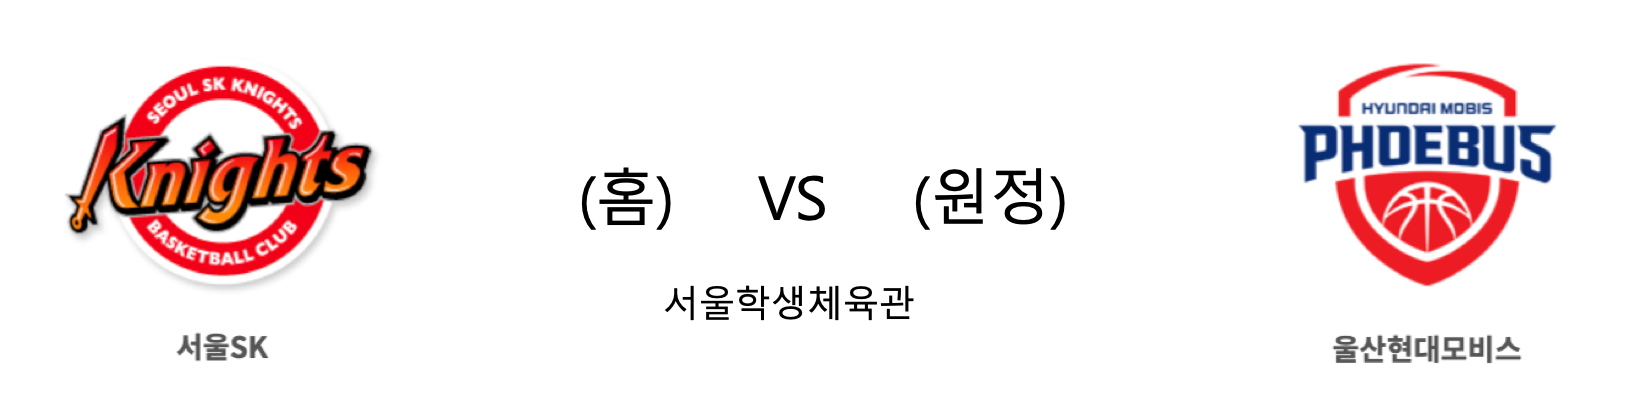 SEOUL SK KNIGHTS
Knights
BASKETBALL CLUB
서울SK
(홈) VS (원정)
서울학생체육관
HYUNDAI MOBIS
PHOEBUS
울산현대모비스